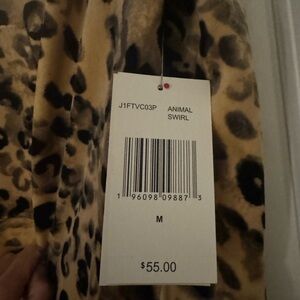 J1FTVC03P ANIMAL
SWIRL
1 96098 09887 3
M
$55.00